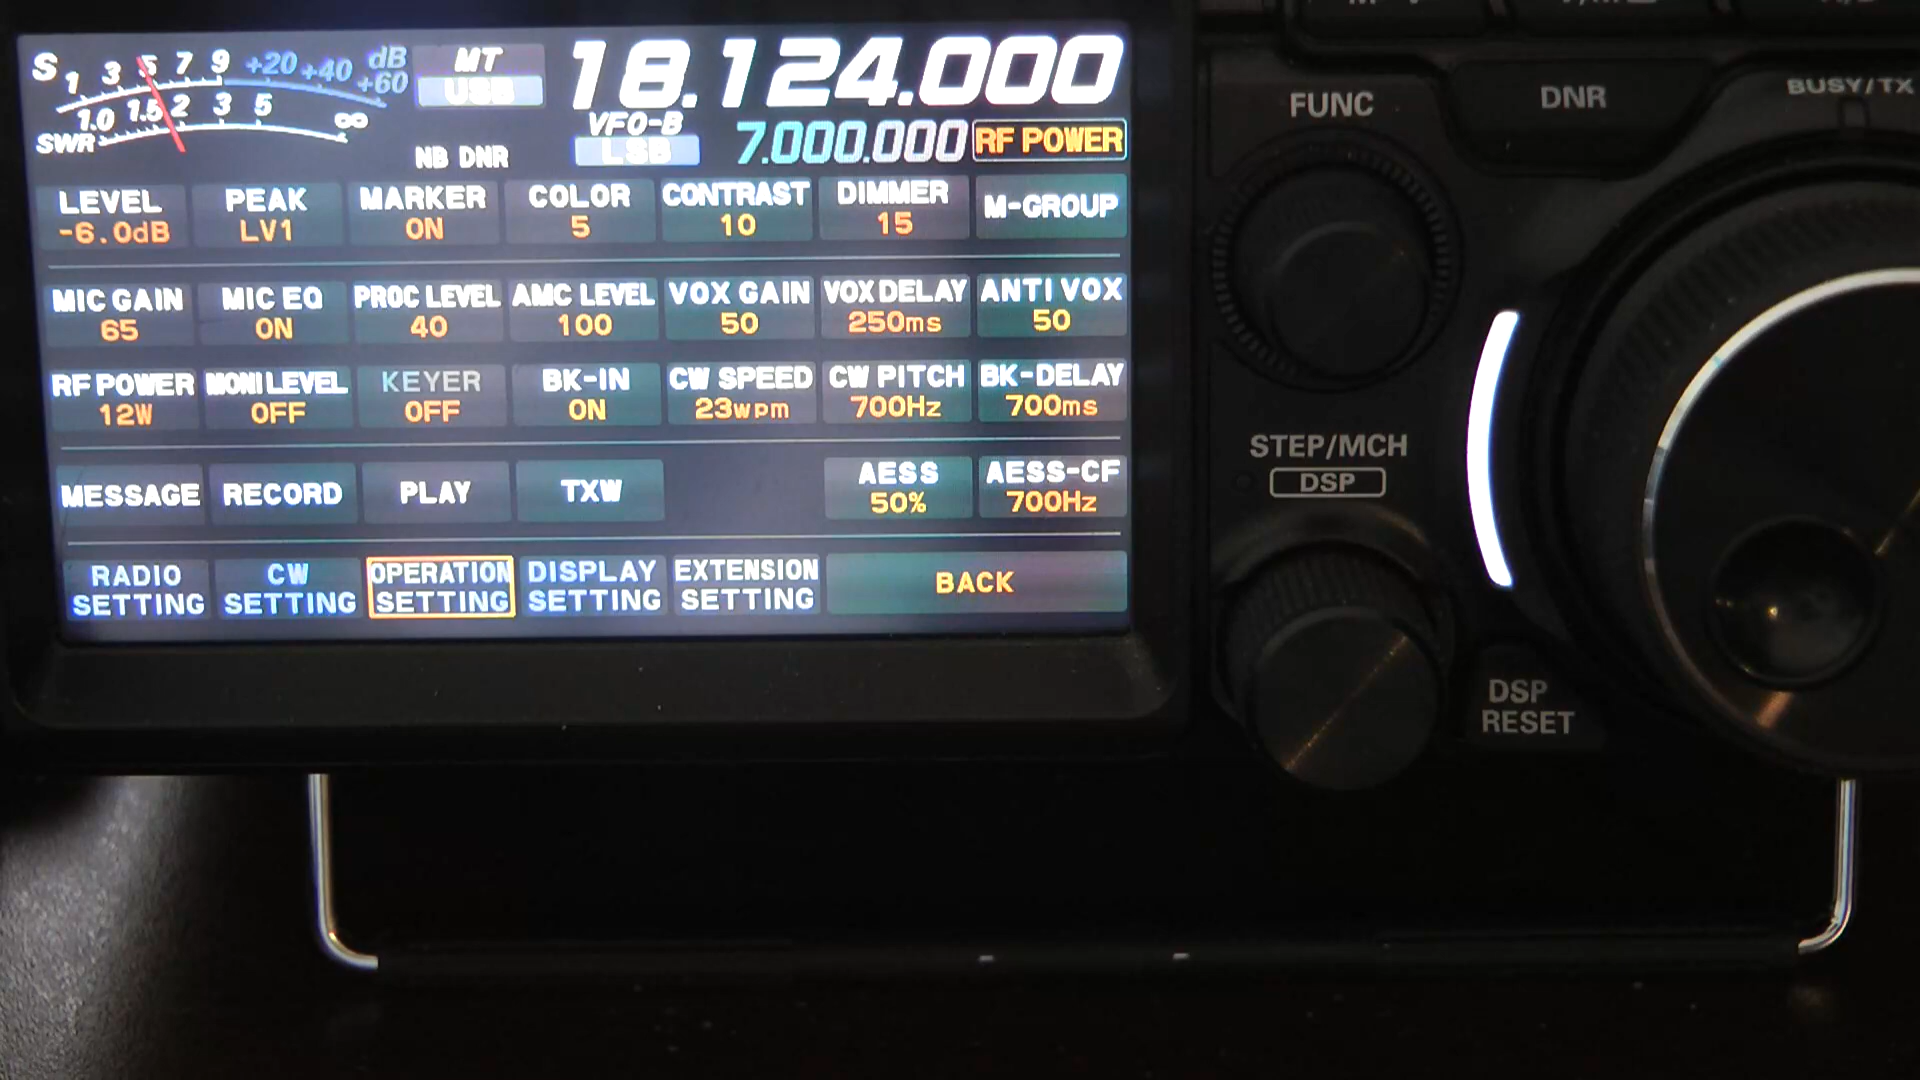 S 1 3 5 7 9 +20 +40 +60 dB
1.0 1.5 2 3 5 ∞
SWR
MT
USB
18.124.000
VFO-B
LSB
7.000.000
RF POWER
NB DNR
LEVEL PEAK MARKER COLOR CONTRAST DIMMER M-GROUP
-6.0dB LV1 ON 5 10 15
MIC GAIN MIC EQ PROC LEVEL AMC LEVEL VOX GAIN VOX DELAY ANTI VOX
65 ON 40 100 50 250ms 50
RF POWER MONI LEVEL KEYER BK-IN CW SPEED CW PITCH BK-DELAY
12W OFF OFF ON 23wpm 700Hz 700ms
MESSAGE RECORD PLAY TXW AESS AESS-CF
50% 700Hz
RADIO CW OPERATION DISPLAY EXTENSION BACK
SETTING SETTING SETTING SETTING SETTING
FUNC
DNR
BUSY/TX
STEP/MCH
DSP
DSP
RESET